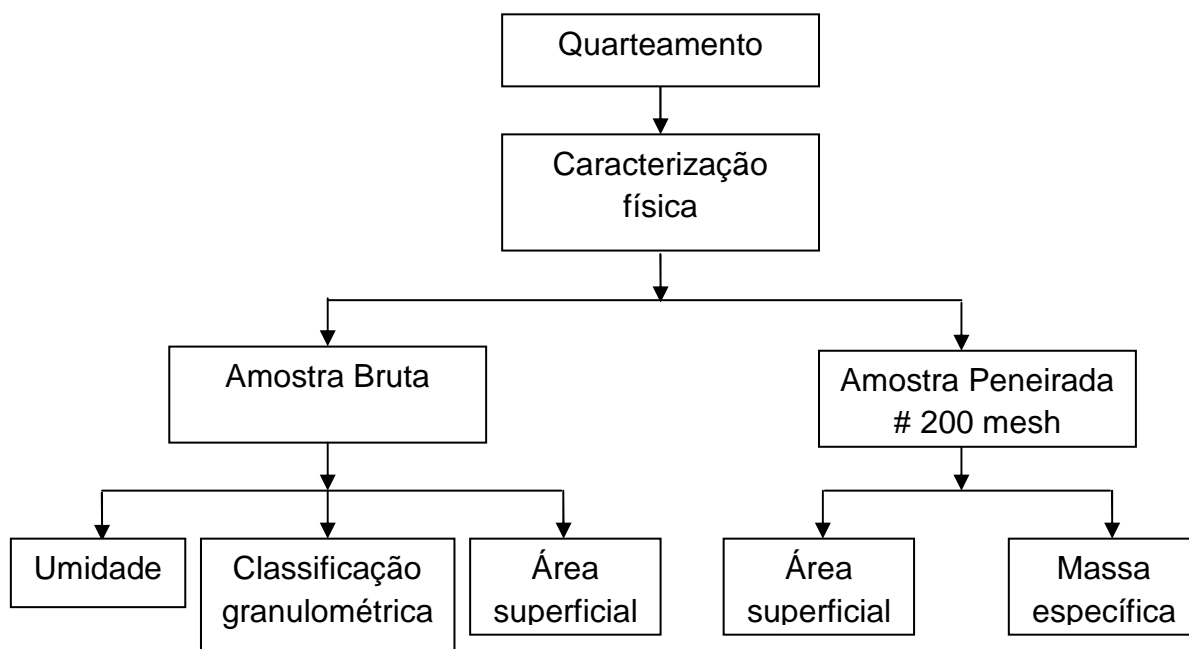 Quarteamento
Caracterização
física
Amostra Bruta
Amostra Peneirada
# 200 mesh
Umidade
Classificação
granulométrica
Área
superficial
Área
superficial
Massa
específica